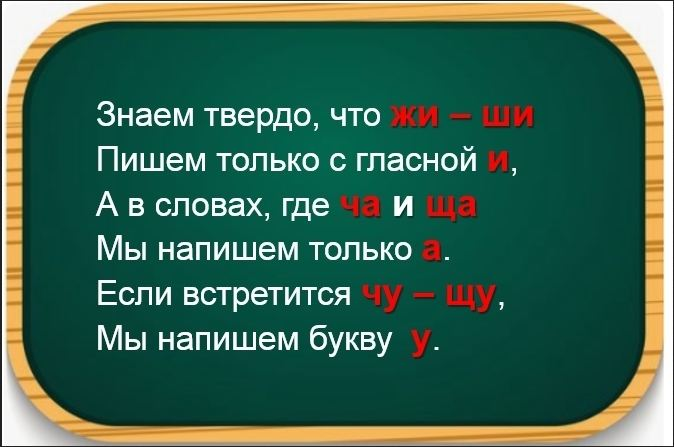 Знаем твердо, что жи – ши
Пишем только с гласной и,
А в словах, где ча и ща
Мы напишем только а.
Если встретится чу – щу,
Мы напишем букву у.